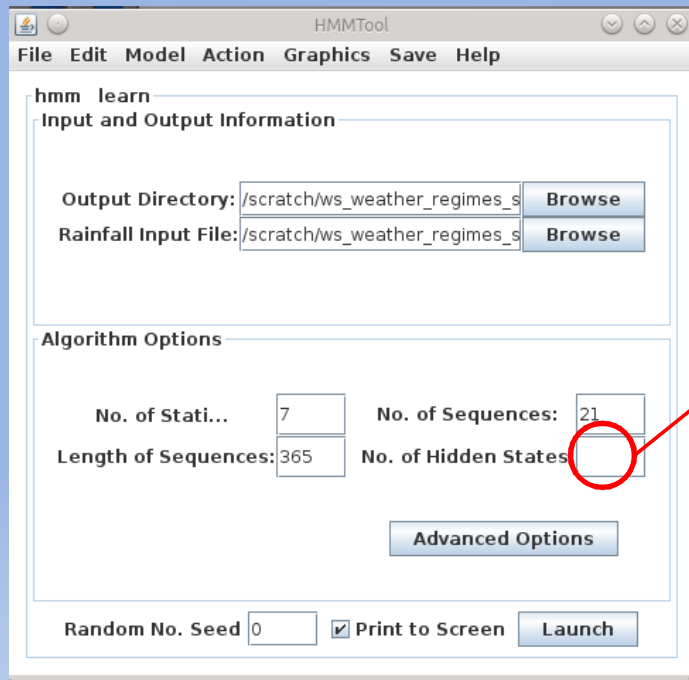 HMMTool
File Edit Model Action Graphics Save Help
hmm learn
Input and Output Information
Output Directory: /scratch/ws_weather_regimes_s Browse
Rainfall Input File: /scratch/ws_weather_regimes_s Browse
Algorithm Options
No. of Stati... 7 No. of Sequences: 21
Length of Sequences: 365 No. of Hidden States
Advanced Options
Random No. Seed 0 Print to Screen Launch